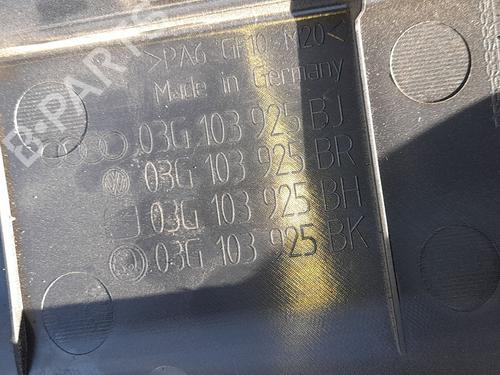 >PA6 GF10 M20<
Made in Germany
03G 103 925 BJ
03G 103 925 BR
03G 103 925 BH
03G 103 925 BK
B-PARTS